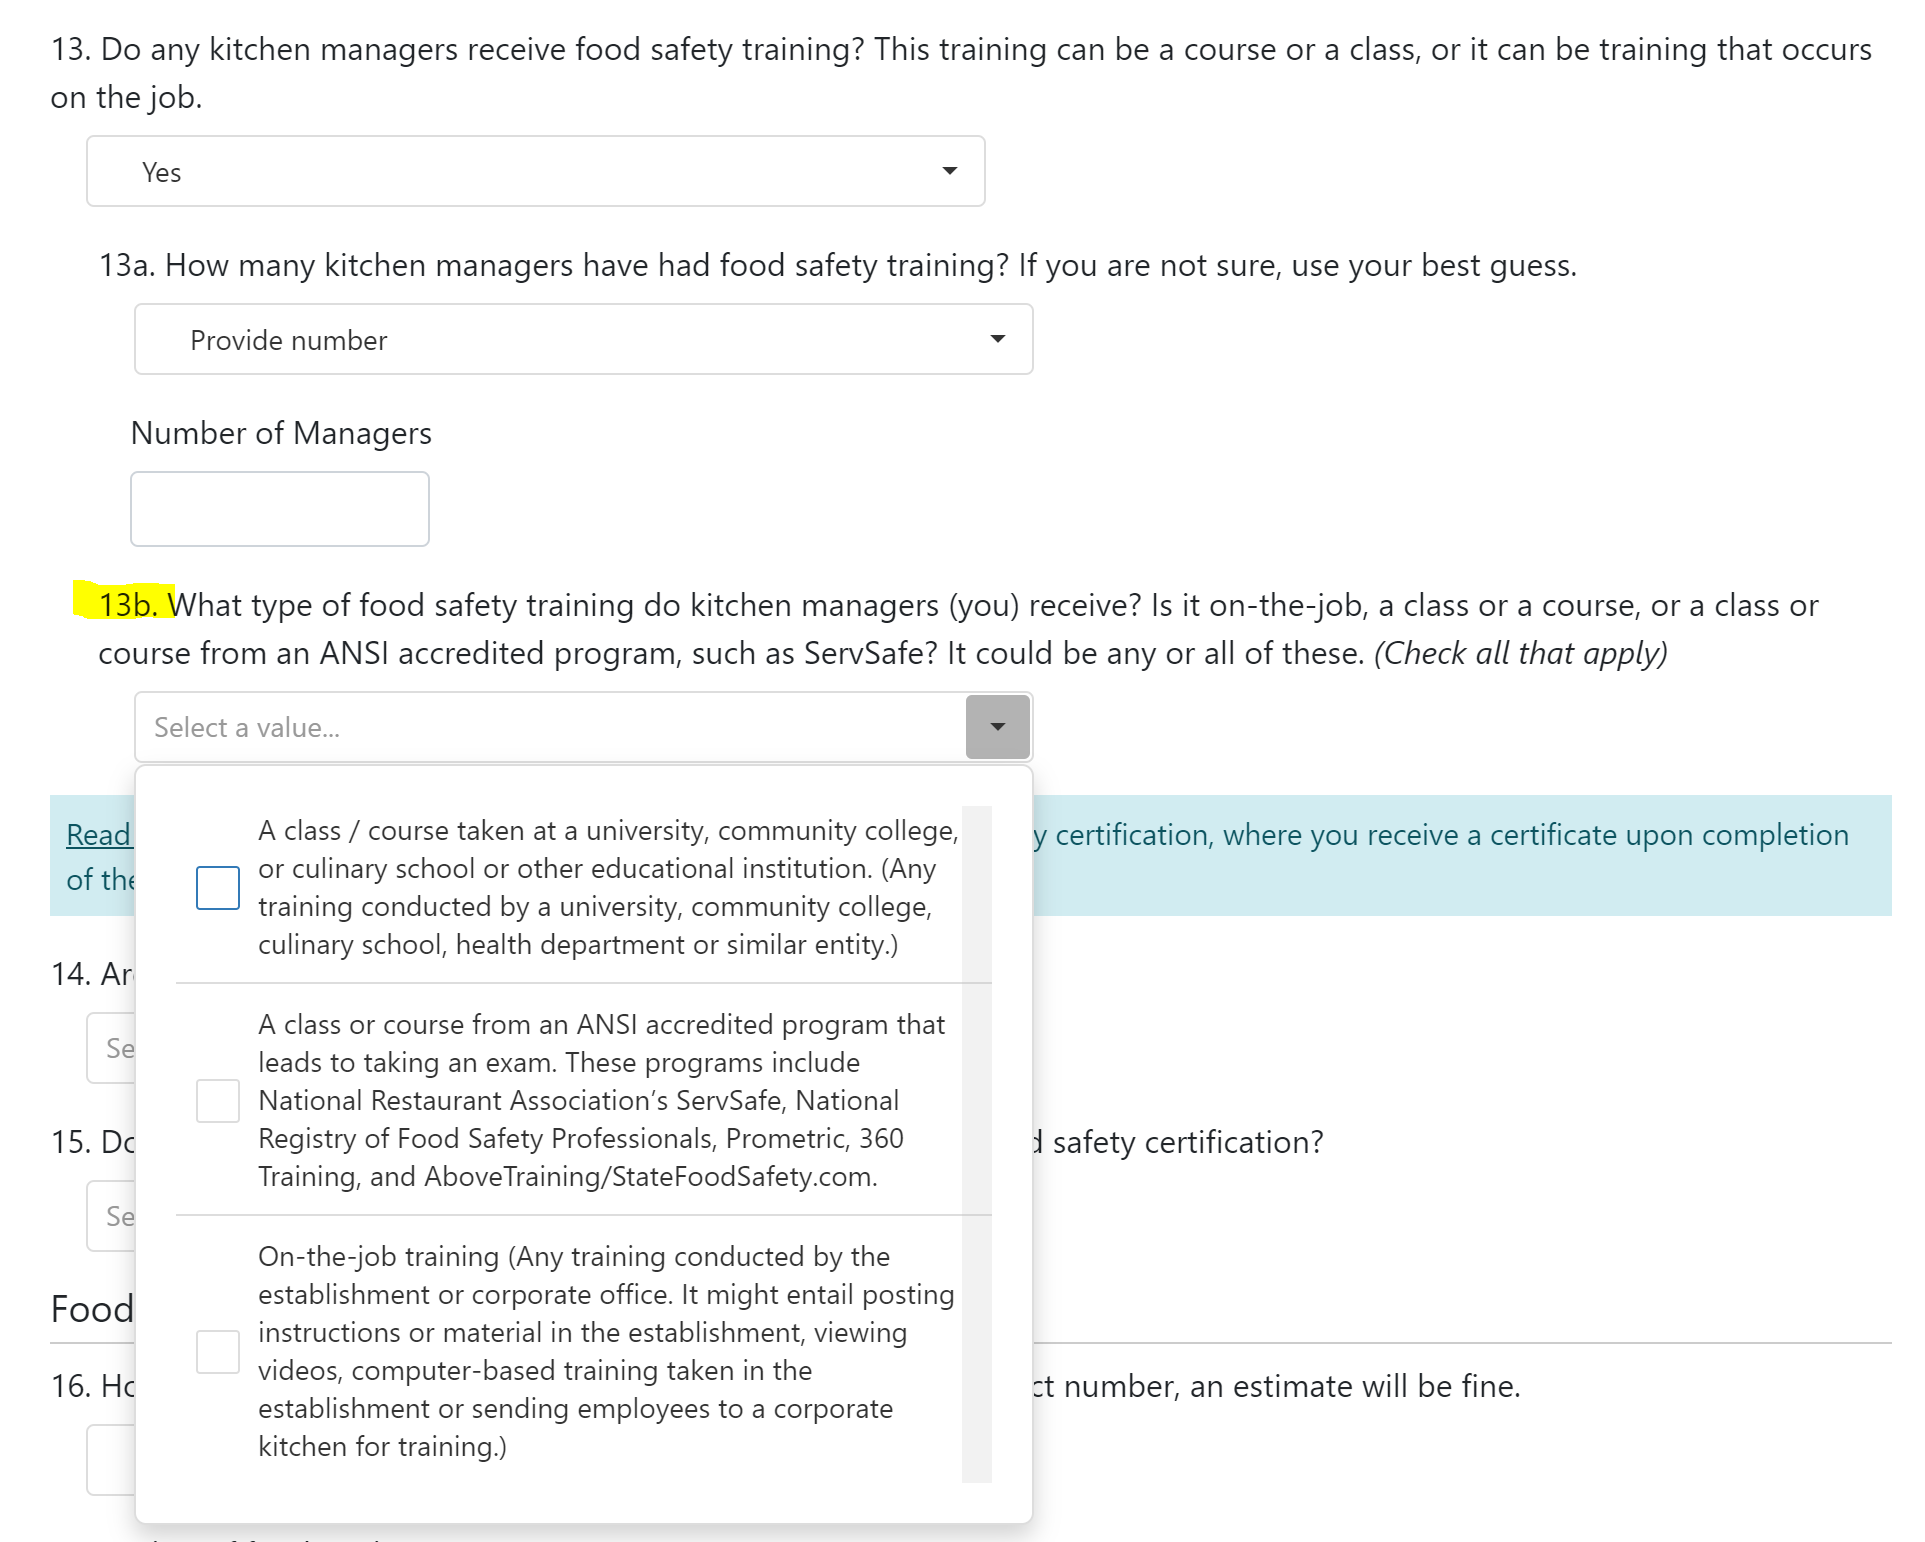 13. Do any kitchen managers receive food safety training? This training can be a course or a class, or it can be training that occurs
on the job.
Yes
13a. How many kitchen managers have had food safety training? If you are not sure, use your best guess.
Provide number
Number of Managers
13b. What type of food safety training do kitchen managers (you) receive? Is it on-the-job, a class or a course, or a class or
course from an ANSI accredited program, such as ServSafe? It could be any or all of these. (Check all that apply)
Select a value...
A class / course taken at a university, community college,
or culinary school or other educational institution. (Any
training conducted by a university, community college,
culinary school, health department or similar entity.)
A class or course from an ANSI accredited program that
leads to taking an exam. These programs include
National Restaurant Association’s ServSafe, National
Registry of Food Safety Professionals, Prometric, 360
Training, and AboveTraining/StateFoodSafety.com.
On-the-job training (Any training conducted by the
establishment or corporate office. It might entail posting
instructions or material in the establishment, viewing
videos, computer-based training taken in the
establishment or sending employees to a corporate
kitchen for training.)
Read
certification, where you receive a certificate upon completion
of
14.
15.
safety certification?
Food
16.
number, an estimate will be fine.